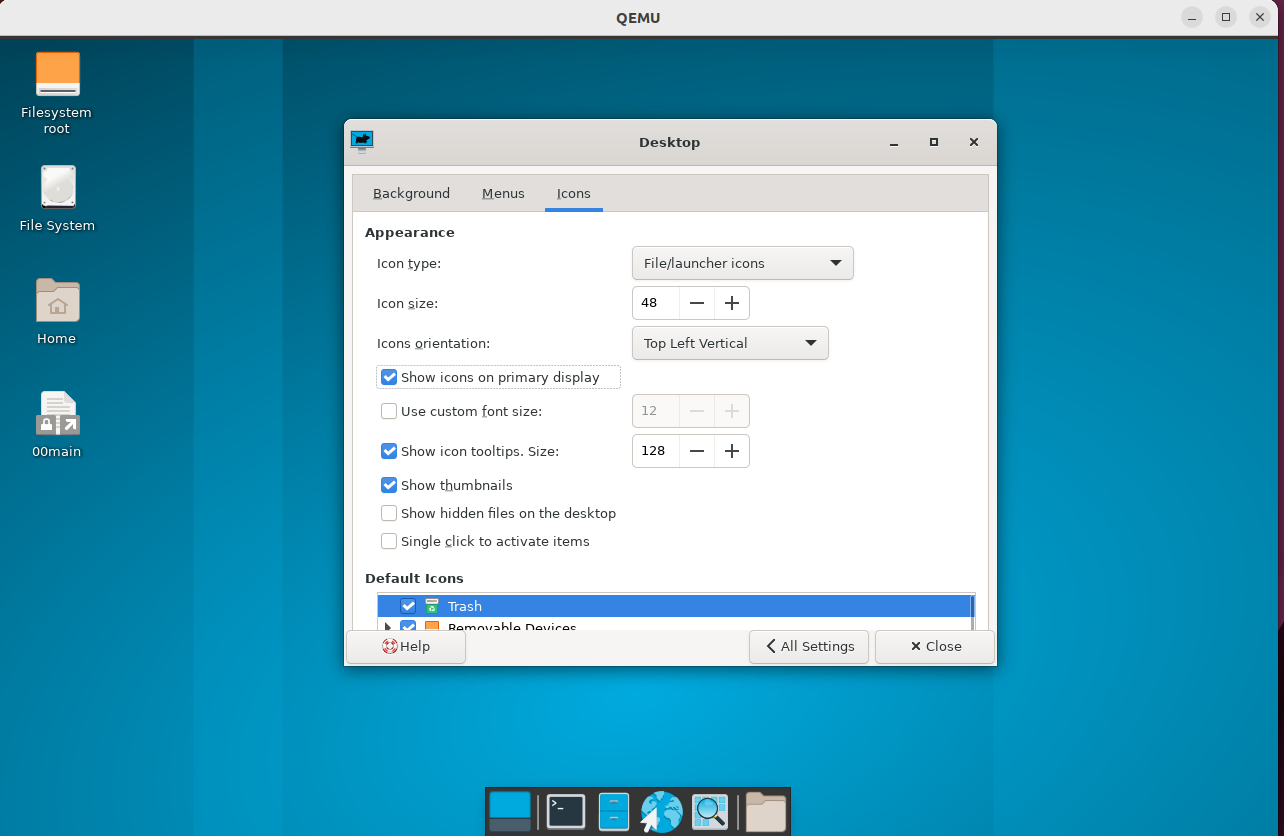 QEMU
Filesystem
root
File System
Home
00main
Desktop
Background
Menus
Icons
Appearance
Icon type:
File/launcher icons
Icon size:
48
Icons orientation:
Top Left Vertical
Show icons on primary display
Use custom font size:
12
Show icon tooltips. Size:
128
Show thumbnails
Show hidden files on the desktop
Single click to activate items
Default Icons
Trash
Removable Devices
Help
All Settings
Close